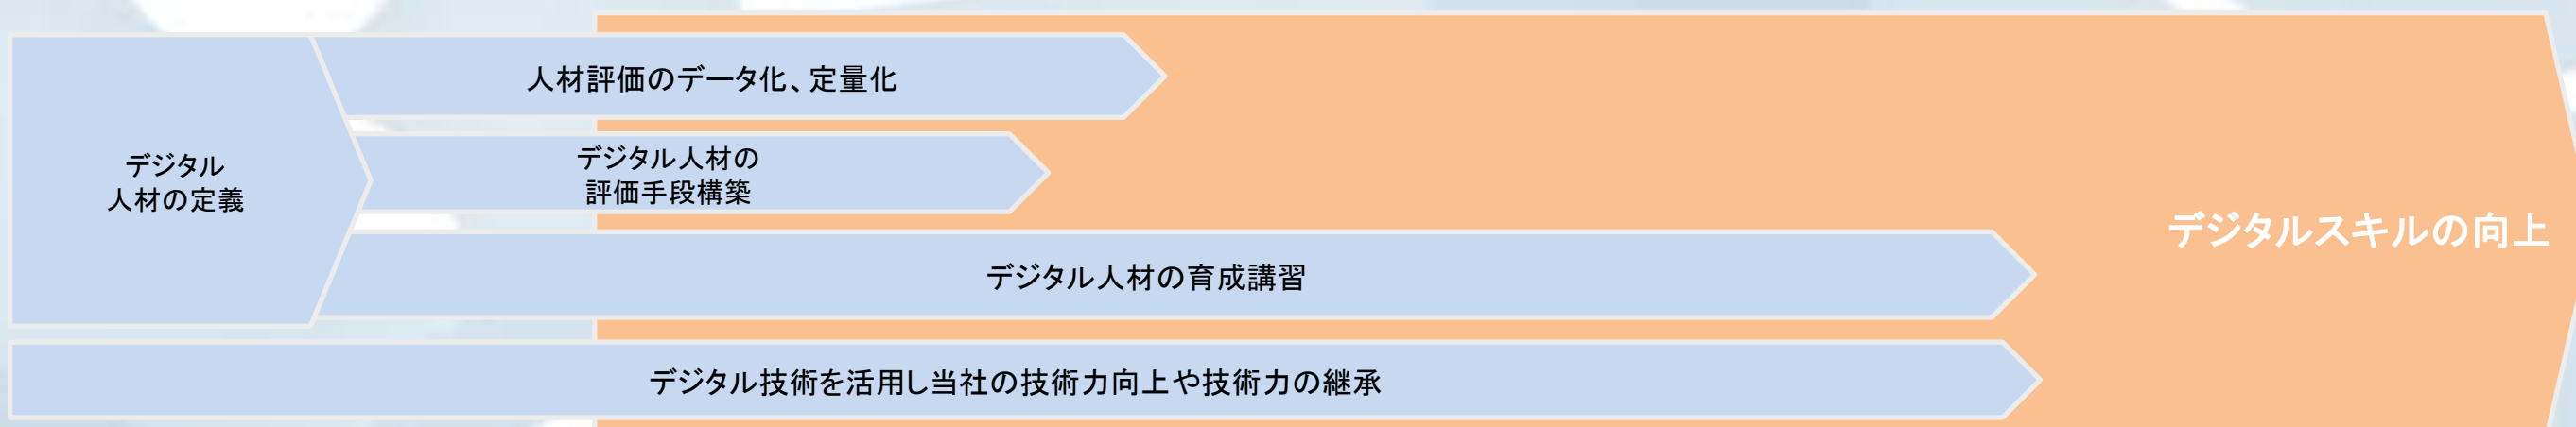 人材評価のデータ化、定量化
デジタル
人材の定義
デジタル人材の
評価手段構築
デジタルスキルの向上
デジタル人材の育成講習
デジタル技術を活用し当社の技術力向上や技術力の継承